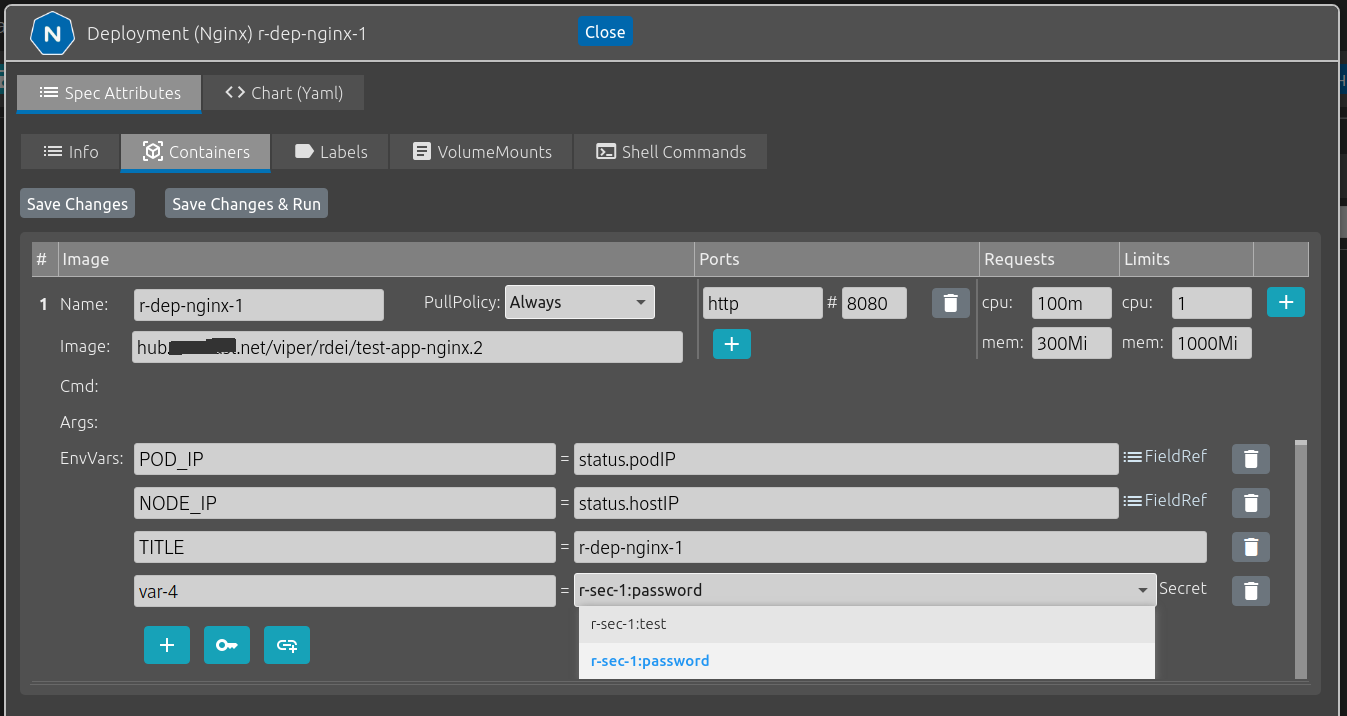 N Deployment (Nginx) r-dep-nginx-1 Close
Spec Attributes Chart (Yaml)
Info Containers Labels VolumeMounts Shell Commands
Save Changes Save Changes & Run
# Image Ports Requests Limits
1 Name: r-dep-nginx-1 PullPolicy: Always http # 8080 cpu: 100m cpu: 1 +
Image: hub. .net/viper/rdei/test-app-nginx.2 + mem: 300Mi mem: 1000Mi
Cmd:
Args:
EnvVars: POD_IP = status.podIP FieldRef
NODE_IP = status.hostIP FieldRef
TITLE = r-dep-nginx-1
var-4 = r-sec-1:password Secret
r-sec-1:test
+
r-sec-1:password